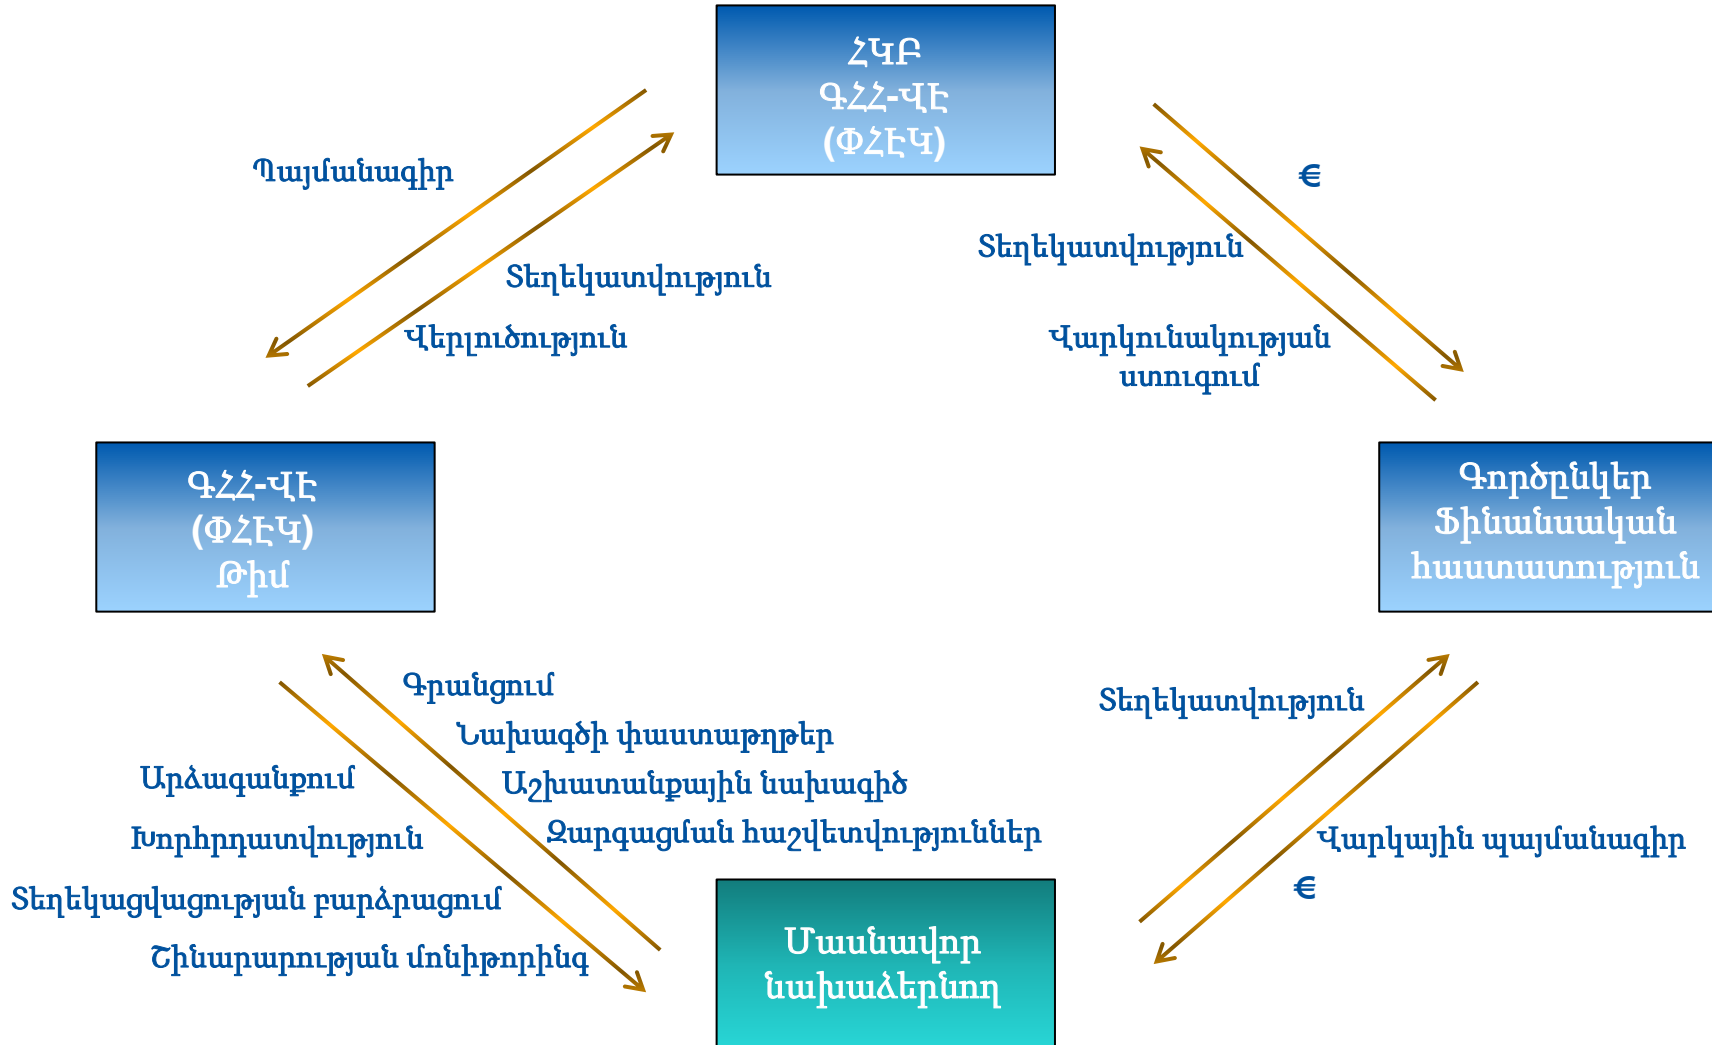 ՀԿԲ
ԳՀՀ-ՎԷ
(ՓՀԷԿ)
Պայմանագիր
€
Տեղեկատվություն
Տեղեկատվություն
Վերլուծություն
Վարկունակության
ստուգում
ԳՀՀ-ՎԷ
(ՓՀԷԿ)
Թիմ
Գործընկեր
Ֆինանսական
հաստատություն
Գրանցում
Նախագծի փաստաթղթեր
Աշխատանքային նախագիծ
Զարգացման հաշվետվություններ
Արձագանքում
Խորհրդատվություն
Տեղեկացվացության բարձրացում
Շինարարության մոնիթորինգ
Տեղեկատվություն
Վարկային պայմանագիր
€
Մասնավոր
նախաձերնող